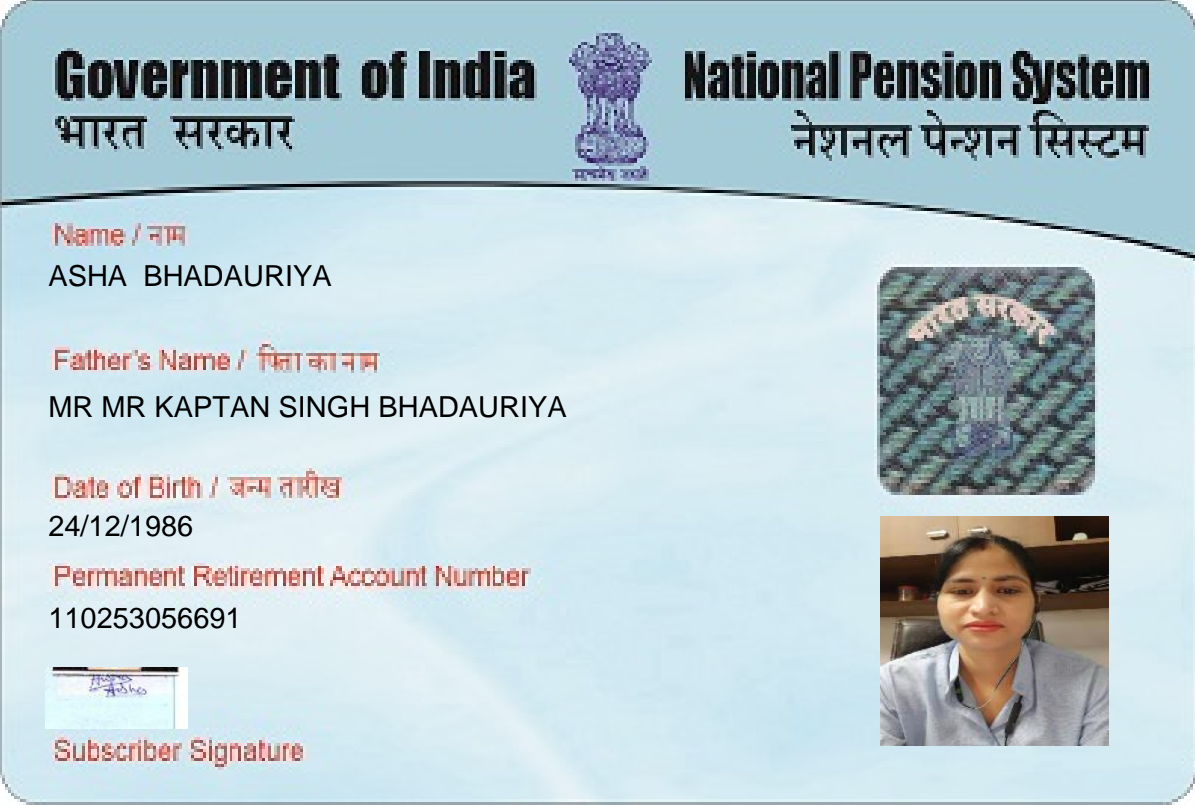 Government of India
भारत सरकार
National Pension System
नेशनल पेन्शन सिस्टम
सत्यमेव जयते
Name / नाम
ASHA BHADAURIYA
भारत सरकार
Father's Name / पिता का नाम
MR MR KAPTAN SINGH BHADAURIYA
Date of Birth / जन्म तारीख
24/12/1986
Permanent Retirement Account Number
110253056691
Asha
Subscriber Signature